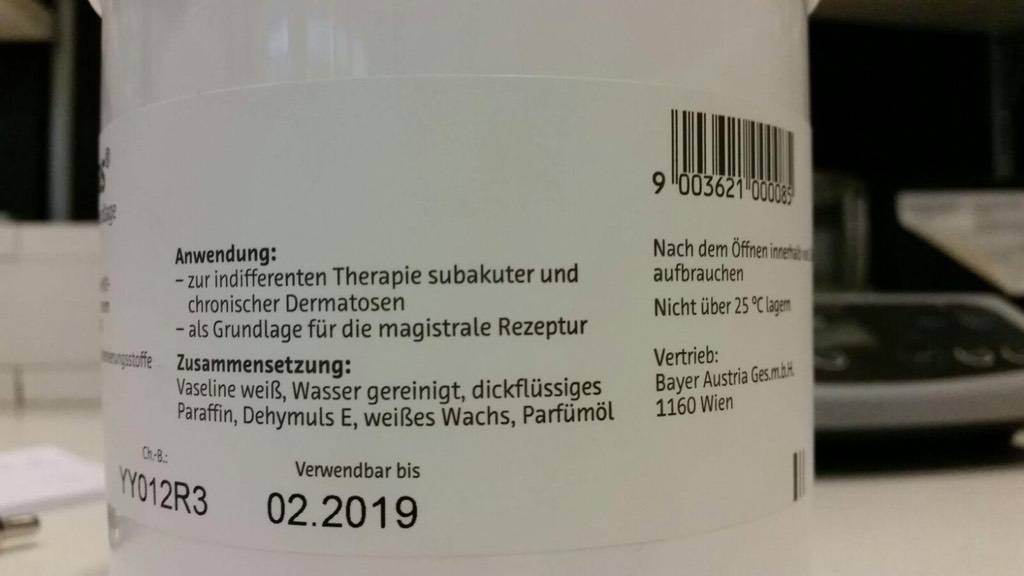 Anwendung:
– zur indifferenten Therapie subakuter und
chronischer Dermatosen
– als Grundlage für die magistrale Rezeptur
Zusammensetzung:
Vaseline weiß, Wasser gereinigt, dickflüssiges
Paraffin, Dehymuls E, weißes Wachs, Parfümöl
Ch.-B.:
YY012R3
Verwendbar bis
02.2019
9 003621 000085
Nach dem Öffnen innerhalb
aufbrauchen
Nicht über 25 °C lagern
Vertrieb:
Bayer Austria Ges.m.b.H.
1160 Wien